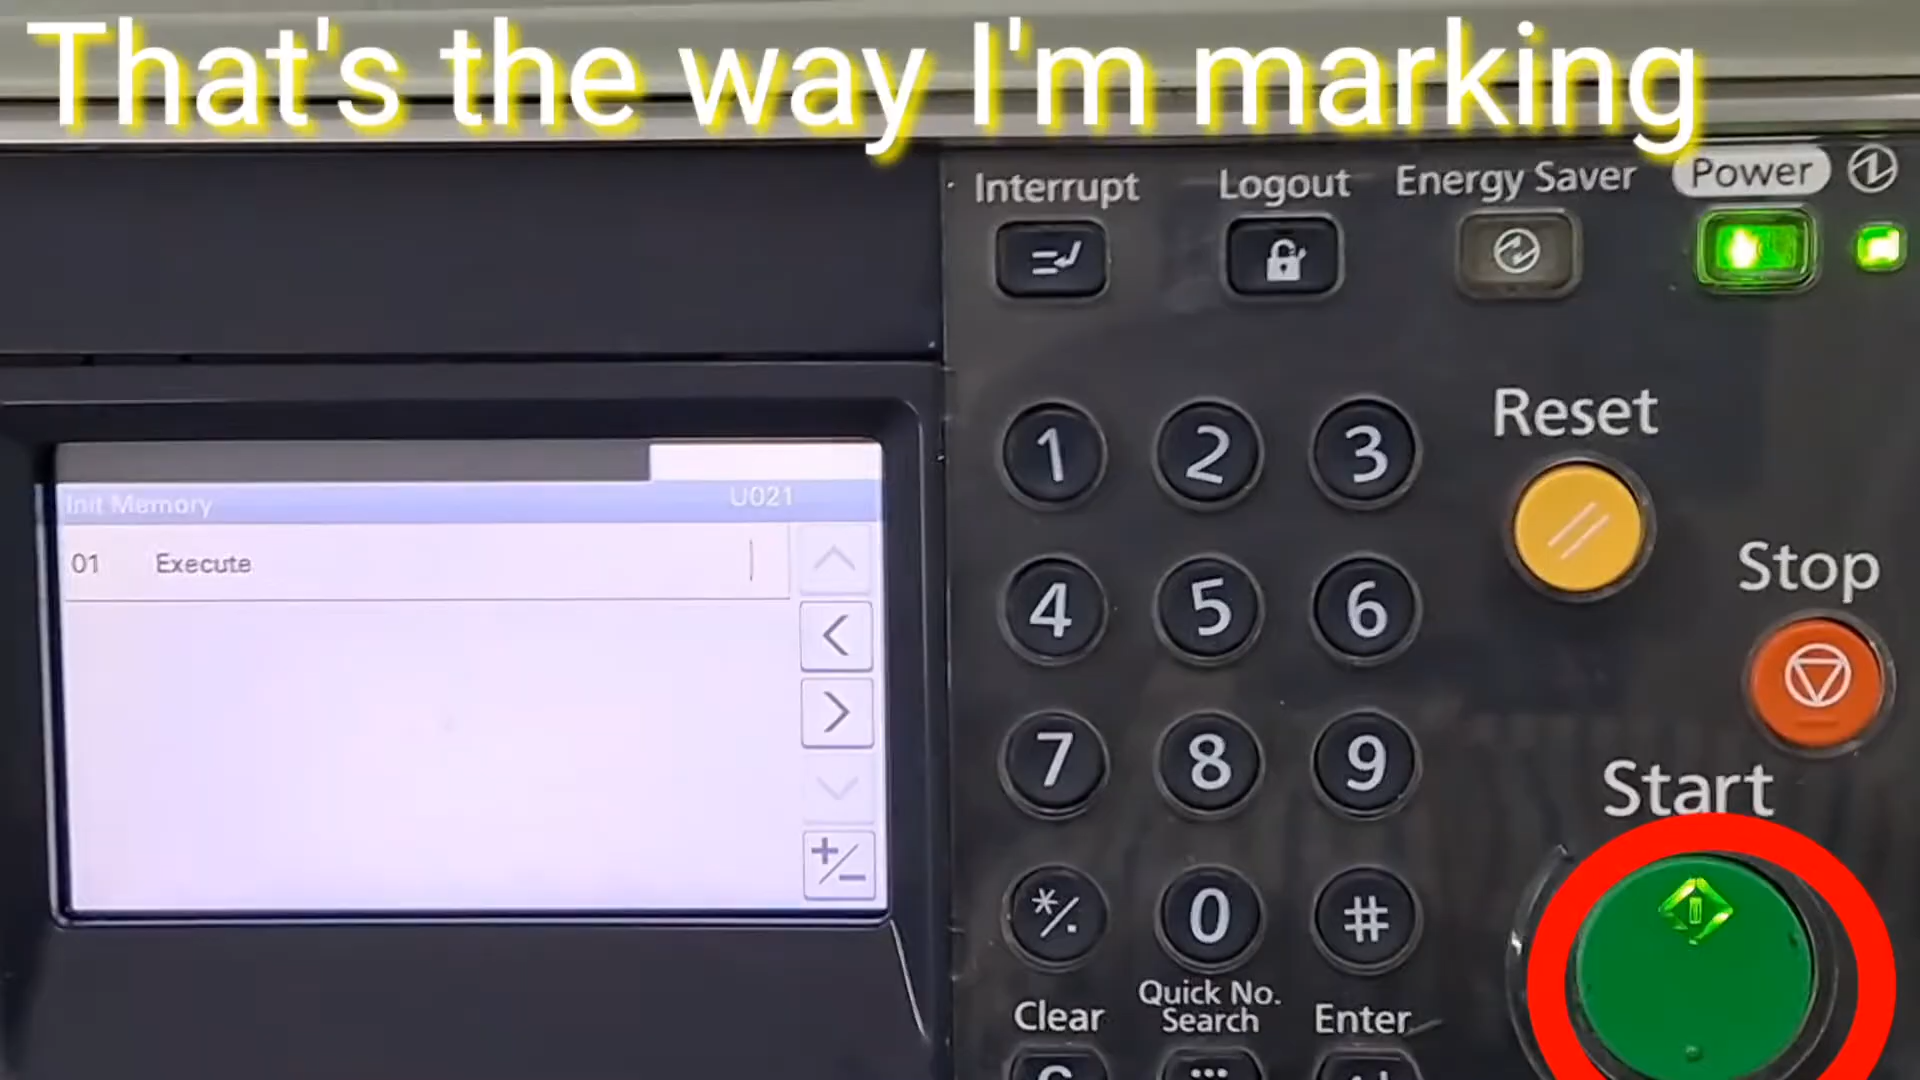 That's the way I'm marking
Interrupt
Logout
Energy Saver
Power
Init Memory
U021
01 Execute
1
2
3
Reset
4
5
6
Stop
7
8
9
Start
*/.
0
#
Clear
Quick No.
Search
Enter
C